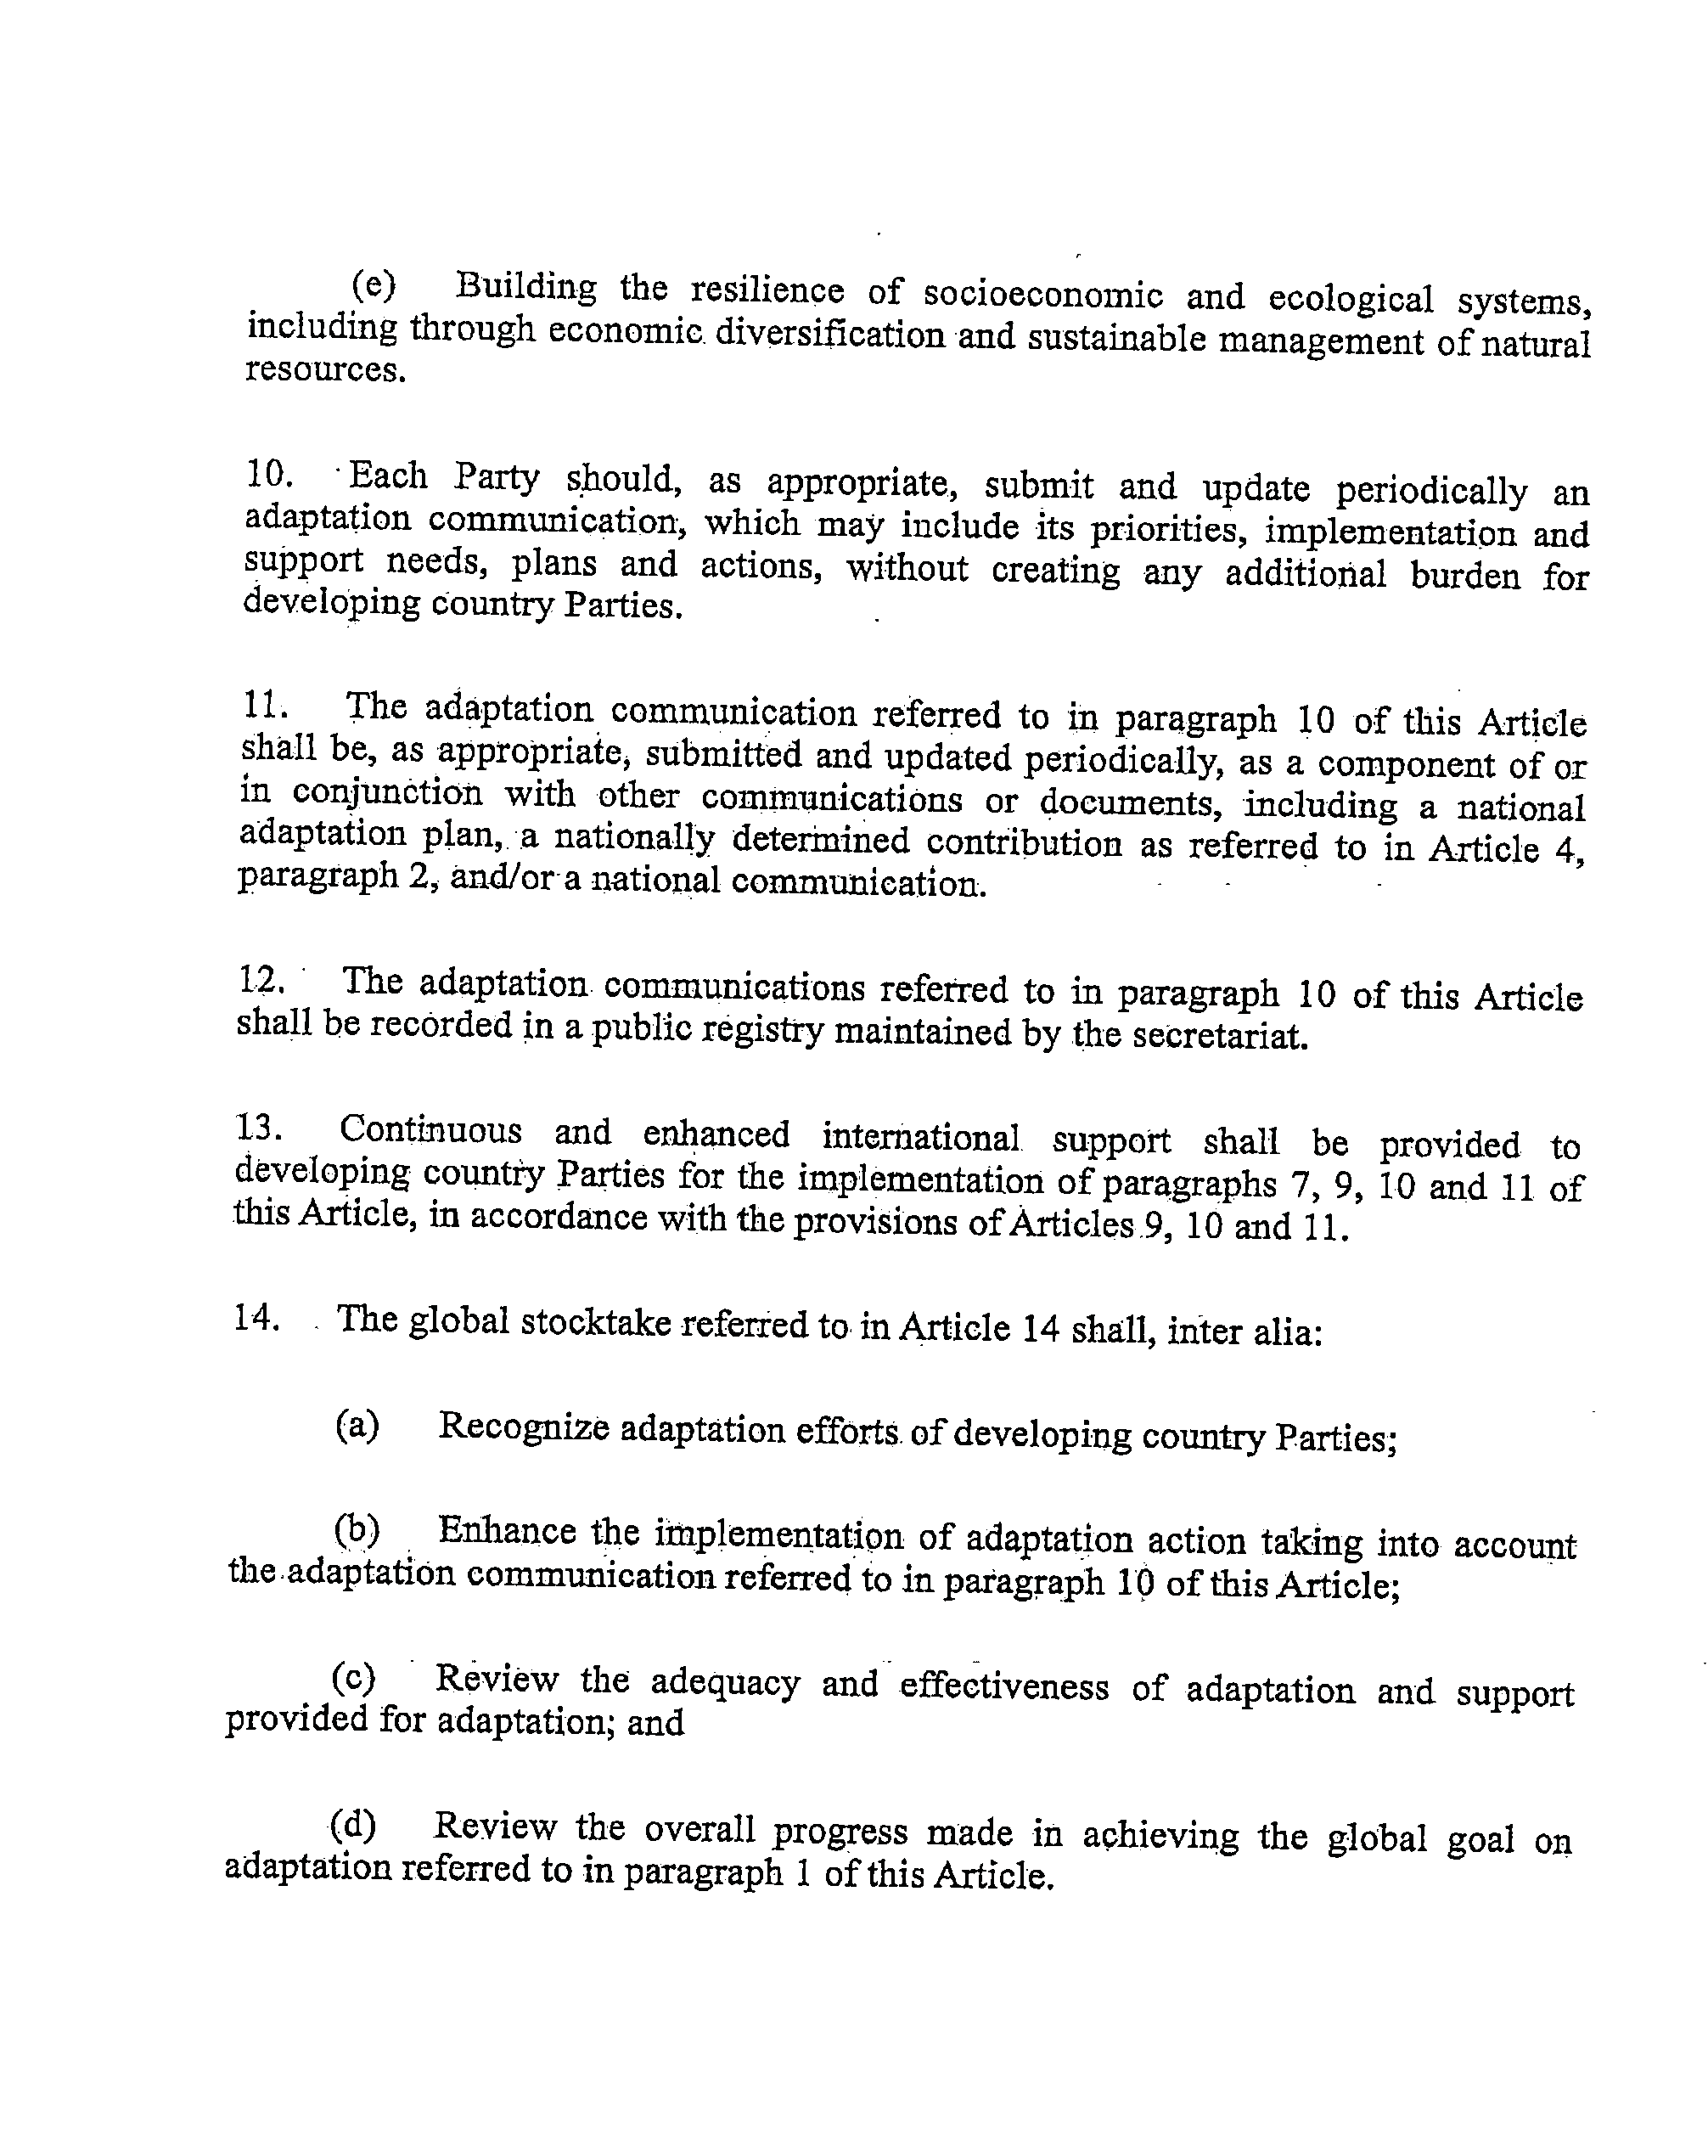 (e) Building the resilience of socioeconomic and ecological systems,
including through economic diversification and sustainable management of natural
resources.
10. Each Party should, as appropriate, submit and update periodically an
adaptation communication, which may include its priorities, implementation and
support needs, plans and actions, without creating any additional burden for
developing country Parties.
11. The adaptation communication referred to in paragraph 10 of this Article
shall be, as appropriate, submitted and updated periodically, as a component of or
in conjunction with other communications or documents, including a national
adaptation plan, a nationally determined contribution as referred to in Article 4,
paragraph 2, and/or a national communication.
12. The adaptation communications referred to in paragraph 10 of this Article
shall be recorded in a public registry maintained by the secretariat.
13. Continuous and enhanced international support shall be provided to
developing country Parties for the implementation of paragraphs 7, 9, 10 and 11 of
this Article, in accordance with the provisions of Articles 9, 10 and 11.
14. The global stocktake referred to in Article 14 shall, inter alia:
(a) Recognize adaptation efforts of developing country Parties;
(b) Enhance the implementation of adaptation action taking into account
the adaptation communication referred to in paragraph 10 of this Article;
(c) Review the adequacy and effectiveness of adaptation and support
provided for adaptation; and
(d) Review the overall progress made in achieving the global goal on
adaptation referred to in paragraph 1 of this Article.